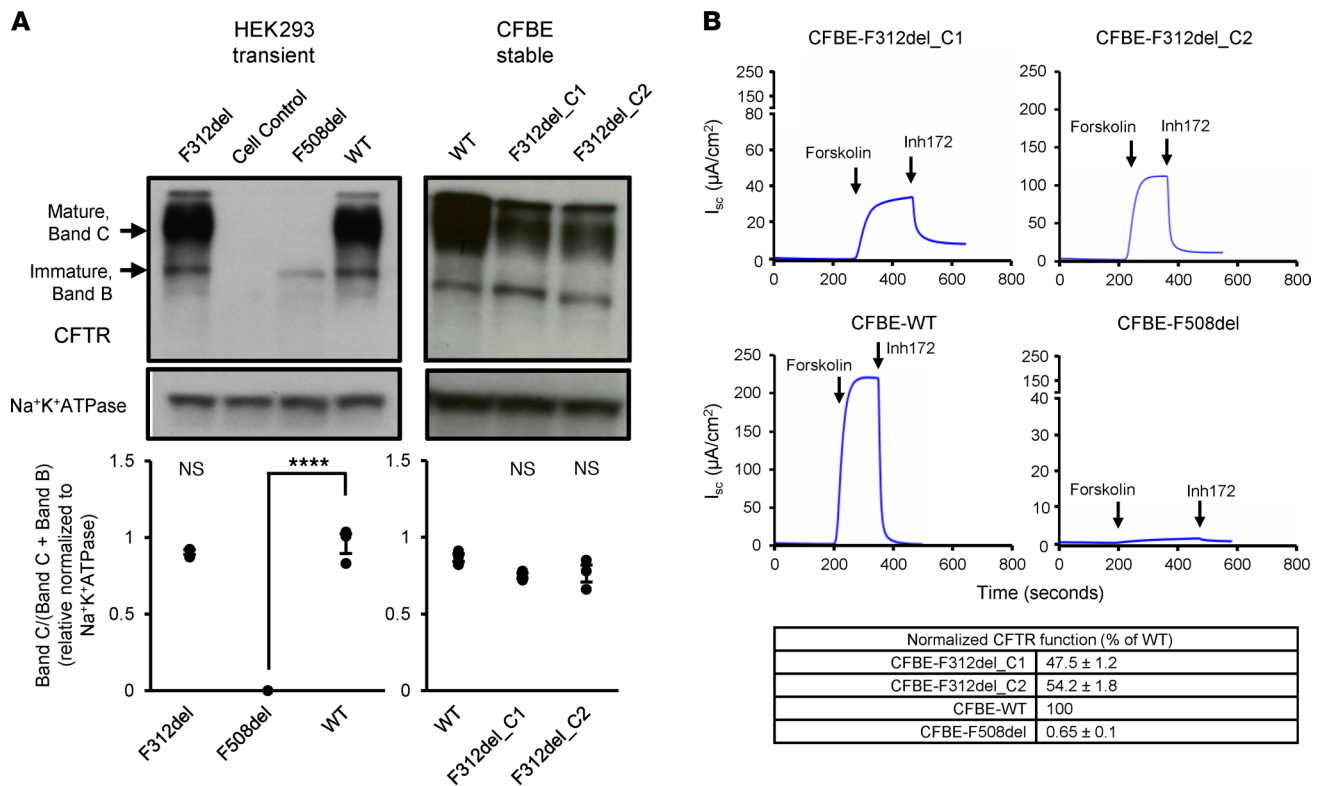 A
HEK293
transient
CFBE
stable
F312del
Cell Control
F508del
WT
WT
F312del_C1
F312del_C2
Mature,
Band C
Immature,
Band B
CFTR
Na⁺K⁺ATPase
Band C/(Band C + Band B)
(relative normalized to
Na⁺K⁺ATPase)
1.5
1
0.5
0
NS
****
F312del
F508del
WT
1.5
1
0.5
0
NS
NS
WT
F312del_C1
F312del_C2
B
CFBE-F312del_C1
Isc (µA/cm²)
250
150
80
60
40
20
0
Forskolin
Inh172
0
200
400
600
800
CFBE-F312del_C2
250
200
150
100
50
0
Forskolin
Inh172
0
200
400
600
800
CFBE-WT
Isc (µA/cm²)
250
200
150
100
50
0
Forskolin
Inh172
0
200
400
600
800
CFBE-F508del
250
150
40
30
20
10
0
Forskolin
Inh172
0
200
400
600
800
Time (seconds)
Normalized CFTR function (% of WT)
CFBE-F312del_C1 47.5 ± 1.2
CFBE-F312del_C2 54.2 ± 1.8
CFBE-WT 100
CFBE-F508del 0.65 ± 0.1